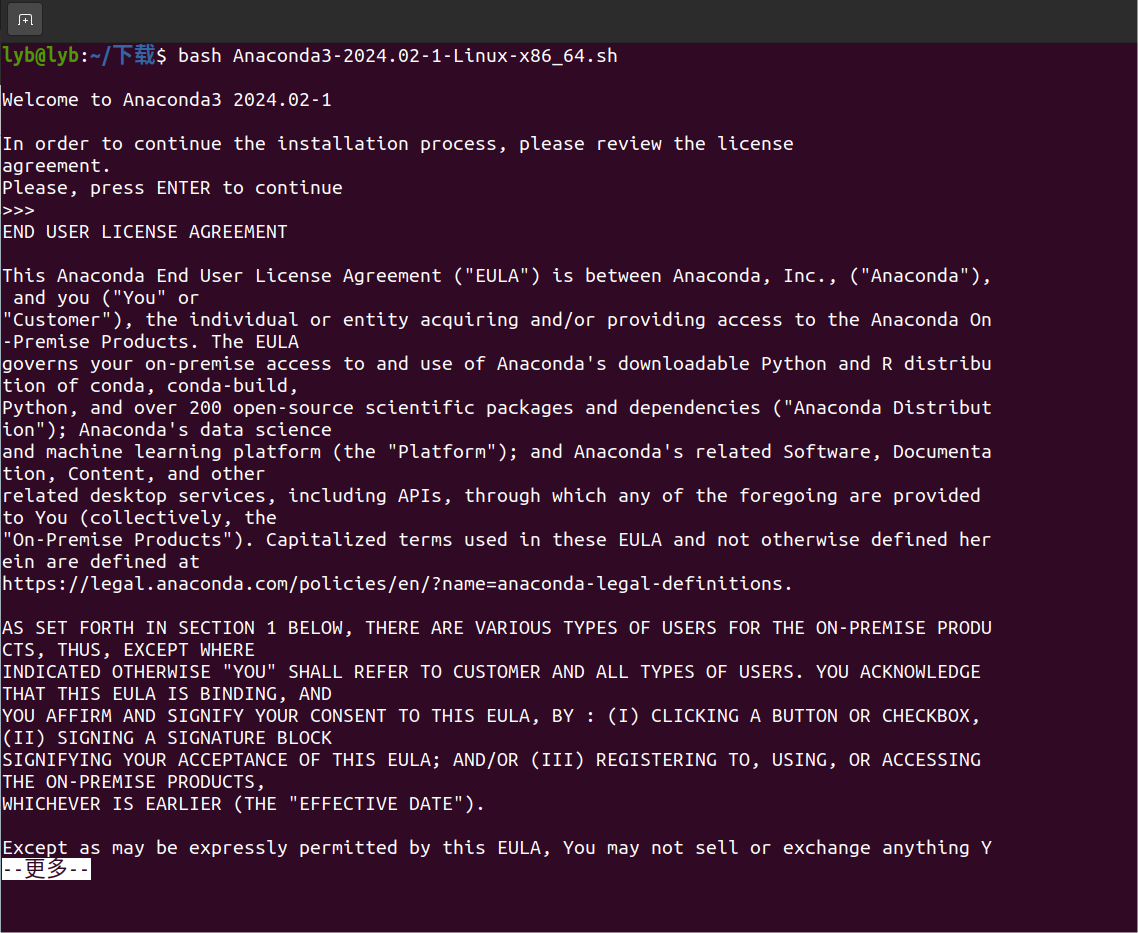 lyb@lyb:~/下载$ bash Anaconda3-2024.02-1-Linux-x86_64.sh
Welcome to Anaconda3 2024.02-1
In order to continue the installation process, please review the license
agreement.
Please, press ENTER to continue
>>>
END USER LICENSE AGREEMENT
This Anaconda End User License Agreement ("EULA") is between Anaconda, Inc., ("Anaconda"),
 and you ("You" or
"Customer"), the individual or entity acquiring and/or providing access to the Anaconda On
-Premise Products. The EULA
governs your on-premise access to and use of Anaconda's downloadable Python and R distribu
tion of conda, conda-build,
Python, and over 200 open-source scientific packages and dependencies ("Anaconda Distribut
ion"); Anaconda's data science
and machine learning platform (the "Platform"); and Anaconda's related Software, Documenta
tion, Content, and other
related desktop services, including APIs, through which any of the foregoing are provided
to You (collectively, the
"On-Premise Products"). Capitalized terms used in these EULA and not otherwise defined her
ein are defined at
https://legal.anaconda.com/policies/en/?name=anaconda-legal-definitions.
AS SET FORTH IN SECTION 1 BELOW, THERE ARE VARIOUS TYPES OF USERS FOR THE ON-PREMISE PRODU
CTS, THUS, EXCEPT WHERE
INDICATED OTHERWISE "YOU" SHALL REFER TO CUSTOMER AND ALL TYPES OF USERS. YOU ACKNOWLEDGE
THAT THIS EULA IS BINDING, AND
YOU AFFIRM AND SIGNIFY YOUR CONSENT TO THIS EULA, BY : (I) CLICKING A BUTTON OR CHECKBOX,
(II) SIGNING A SIGNATURE BLOCK
SIGNIFYING YOUR ACCEPTANCE OF THIS EULA; AND/OR (III) REGISTERING TO, USING, OR ACCESSING
THE ON-PREMISE PRODUCTS,
WHICHEVER IS EARLIER (THE "EFFECTIVE DATE").
Except as may be expressly permitted by this EULA, You may not sell or exchange anything Y
--更多--